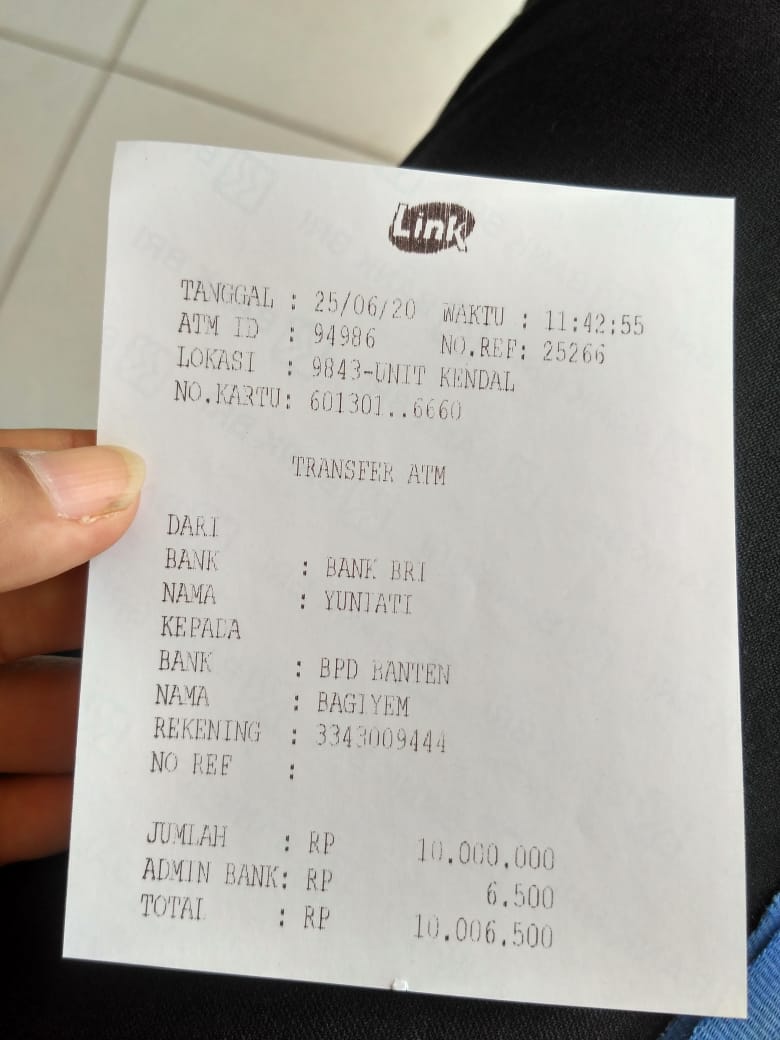 Link
TANGGAL : 25/06/20 WAKTU : 11:42:55
ATM ID : 94986 NO.REF: 25266
LOKASI : 9843-UNIT KENDAL
NO.KARTU: 601301..6660
TRANSFER ATM
DARI
BANK : BANK BRI
NAMA : YUNIATI
KEPADA
BANK : BPD BANTEN
NAMA : BAGIYEM
REKENING : 3343009444
NO REF :
JUMLAH : RP 10.000.000
ADMIN BANK: RP 6.500
TOTAL : RP 10.006.500